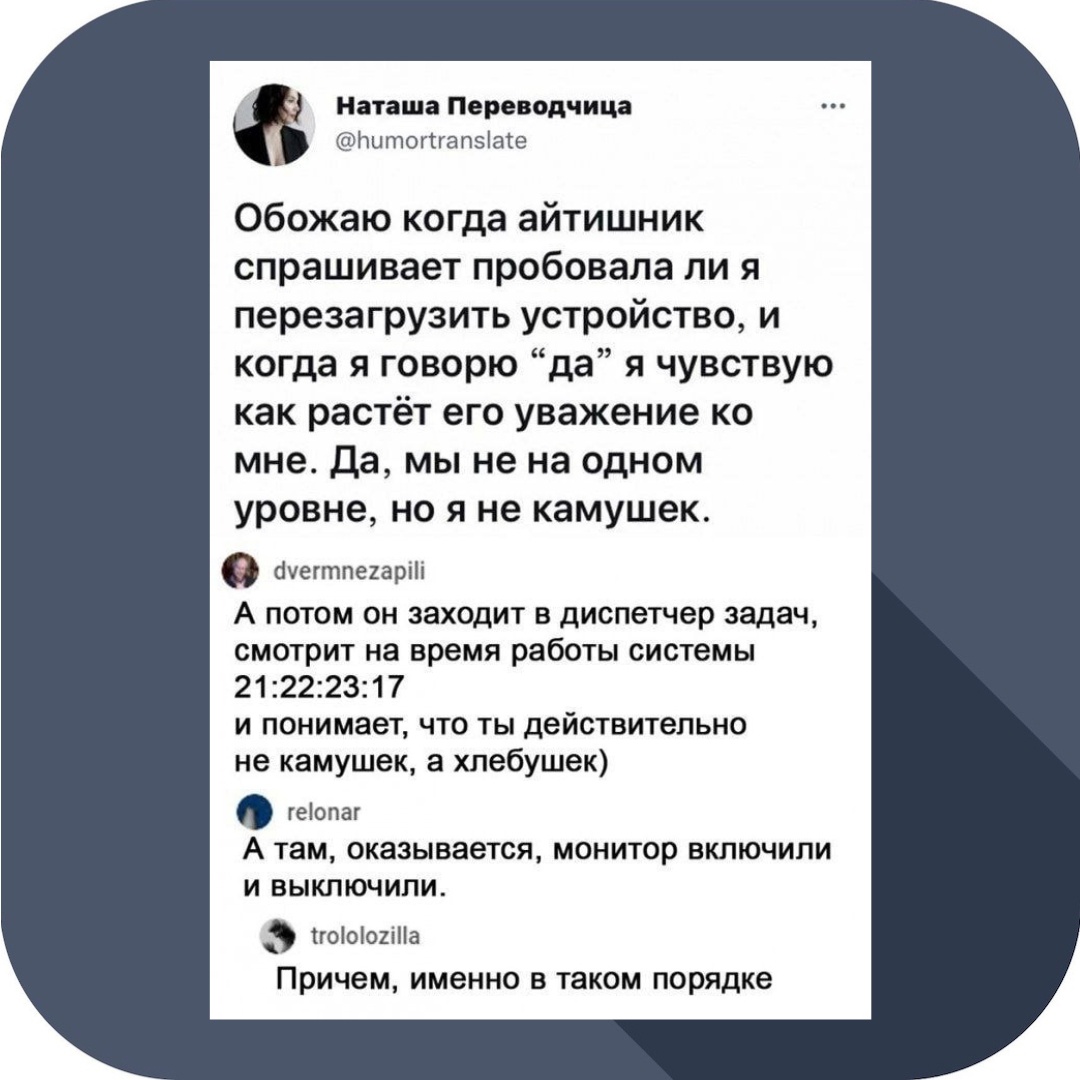 Наташа Переводчица
@humortranslate
Обожаю когда айтишник
спрашивает пробовала ли я
перезагрузить устройство, и
когда я говорю “да” я чувствую
как растёт его уважение ко
мне. Да, мы не на одном
уровне, но я не камушек.
dvermnezapili
А потом он заходит в диспетчер задач,
смотрит на время работы системы
21:22:23:17
и понимает, что ты действительно
не камушек, а хлебушек)
relonar
А там, оказывается, монитор включили
и выключили.
trololozilla
Причем, именно в таком порядке